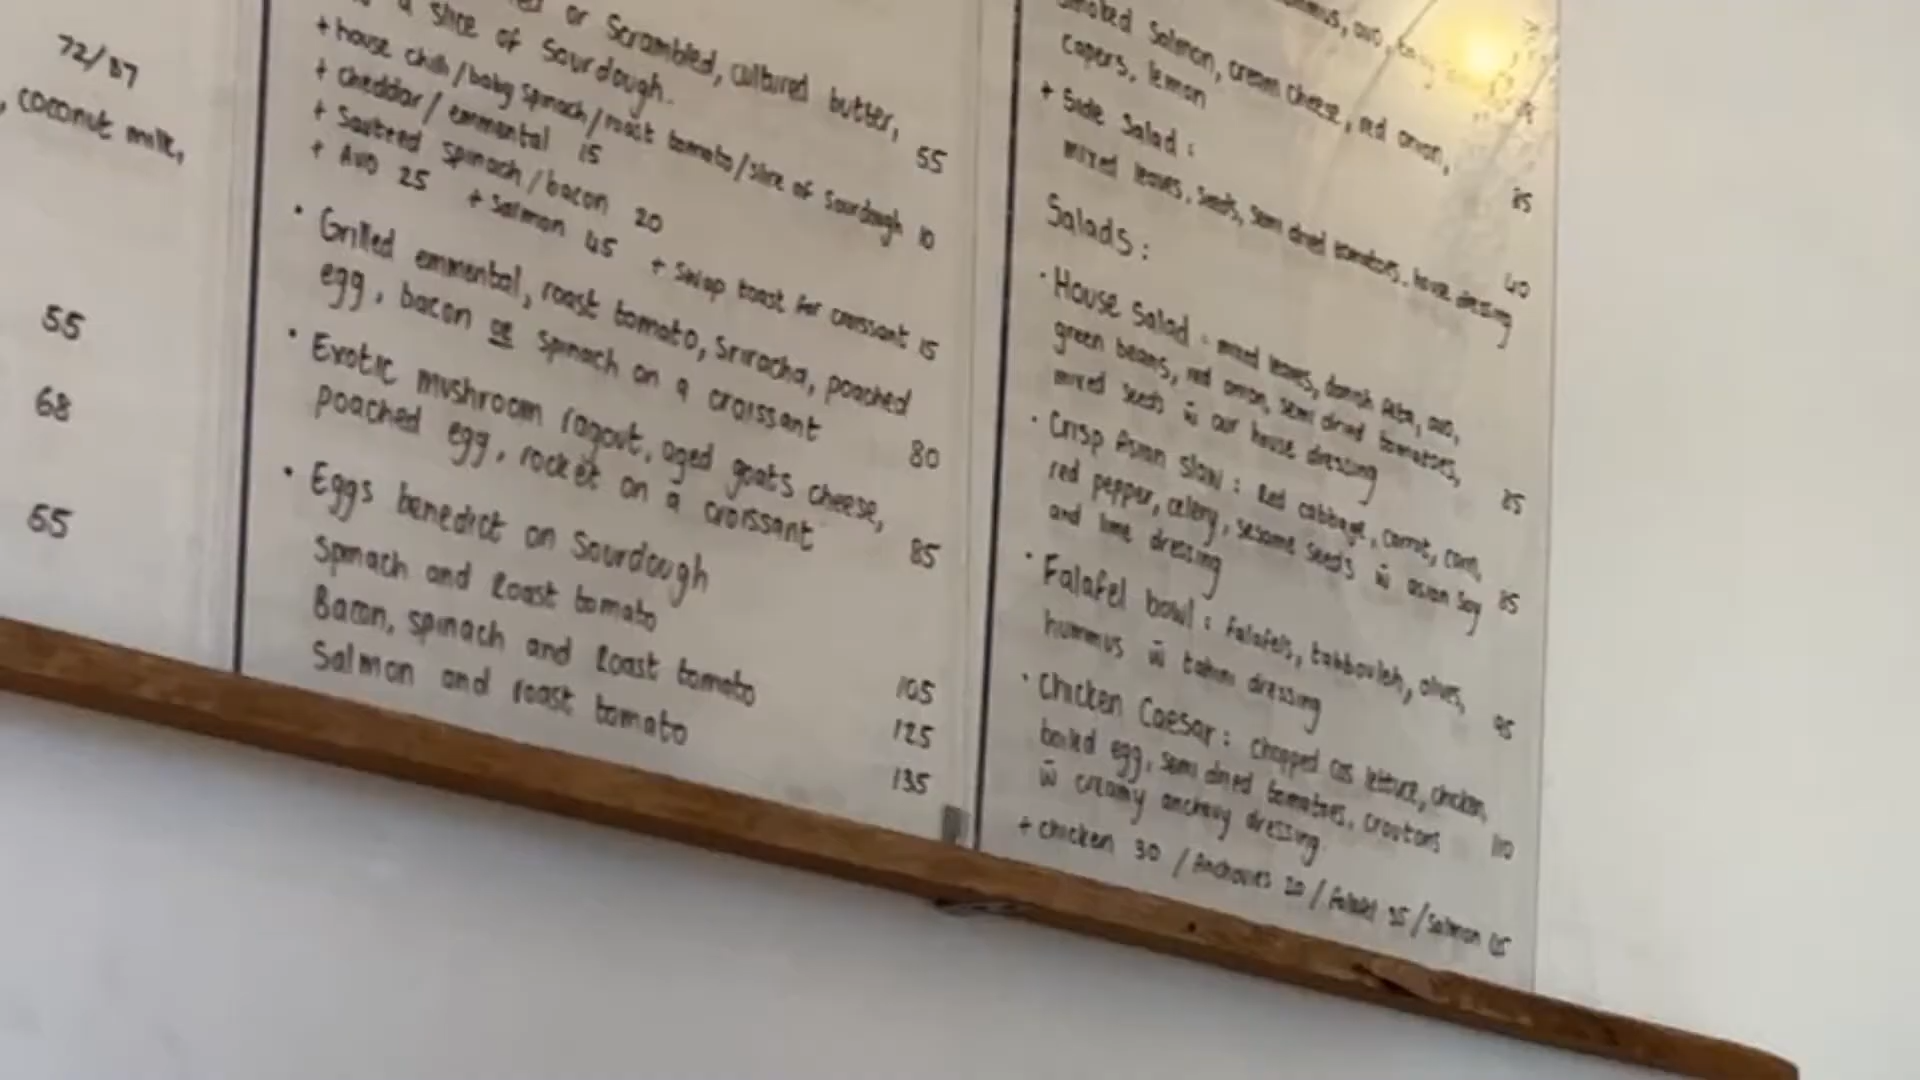 72/87
, coconut milk,
55
68
55
or Scrambled, cultured butter,
a slice of Sourdough. 55
+ house chilli/baby spinach/roast tomato/slice of Sourdough 10
+ cheddar/emmental 15
+ Sauteed spinach/bacon 20
+ Avo 25 + Salmon 45 + Swap toast for croissant 15
• Grilled emmental, roast tomato, Sriracha, poached
egg, bacon or spinach on a croissant 80
• Exotic mushroom ragout, aged goats cheese,
poached egg, rocket on a croissant 85
• Eggs benedict on Sourdough
Spinach and Roast tomato 105
Bacon, spinach and Roast tomato 125
Salmon and roast tomato 135
avo,
Smoked Salmon, cream cheese, red onion,
capers, lemon
+ Side Salad:
mixed leaves, seeds, semi dried tomatoes, house dressing 40
Salads:
• House Salad: mixed leaves, danish feta, avo,
green beans, red onion, semi dried tomatoes,
mixed seeds w̄ our house dressing
• Crisp Asian Slaw: Red cabbage, carrot, corn,
red pepper, celery, sesame seeds w̄ asian soy
and lime dressing
• Falafel bowl: falafels, tabbouleh, olives,
hummus w̄ tahini dressing 95
• Chicken Caesar: chopped cos lettuce, chicken,
boiled egg, semi dried tomatoes, croutons
w̄ creamy anchovy dressing 110
+ chicken 30 / Anchovies 20 / falafel 35 / Salmon 45